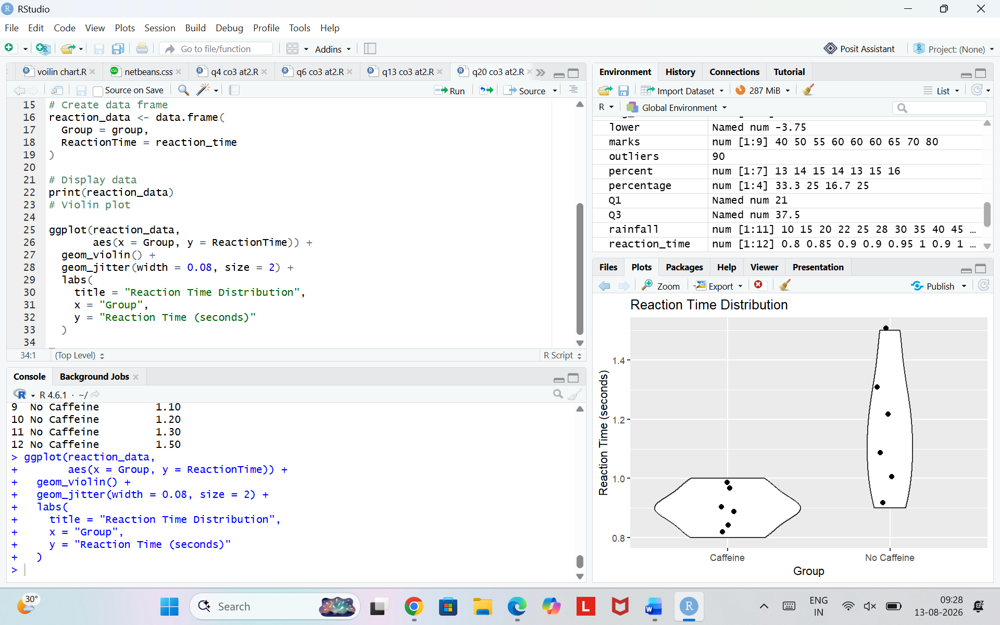 RStudio
File Edit Code View Plots Session Build Debug Profile Tools Help
Go to file/function Addins Posit Assistant Project: (None)
voilin chart.R netbeans.css q4 co3 at2.R q6 co3 at2.R q13 co3 at2.R q20 co3 at2.R
Source on Save Run Source
15 # Create data frame
16 reaction_data <- data.frame(
17 Group = group,
18 ReactionTime = reaction_time
19 )
20
21 # Display data
22 print(reaction_data)
23 # Violin plot
24
25 ggplot(reaction_data,
26 aes(x = Group, y = ReactionTime)) +
27 geom_violin() +
28 geom_jitter(width = 0.08, size = 2) +
29 labs(
30 title = "Reaction Time Distribution",
31 x = "Group",
32 y = "Reaction Time (seconds)"
33 )
34
34:1 (Top Level) R Script
Console Background Jobs
R 4.6.1 · ~/
9 No Caffeine 1.10
10 No Caffeine 1.20
11 No Caffeine 1.30
12 No Caffeine 1.50
> ggplot(reaction_data,
+ aes(x = Group, y = ReactionTime)) +
+ geom_violin() +
+ geom_jitter(width = 0.08, size = 2) +
+ labs(
+ title = "Reaction Time Distribution",
+ x = "Group",
+ y = "Reaction Time (seconds)"
+ )
>
Environment History Connections Tutorial
Import Dataset 287 MiB List
R Global Environment
lower Named num -3.75
marks num [1:9] 40 50 55 60 60 60 65 70 80
outliers 90
percent num [1:7] 13 14 15 14 13 15 16
percentage num [1:4] 33.3 25 16.7 25
Q1 Named num 21
Q3 Named num 37.5
rainfall num [1:11] 10 15 20 22 25 28 30 35 40 45 ...
reaction_time num [1:12] 0.8 0.85 0.9 0.9 0.95 1 0.9 1 ...
Files Plots Packages Help Viewer Presentation
Zoom Export Publish
Reaction Time Distribution
Reaction Time (seconds)
1.4
1.2
1.0
0.8
Caffeine No Caffeine
Group
30°
Search
ENG
IN
09:28
13-08-2026